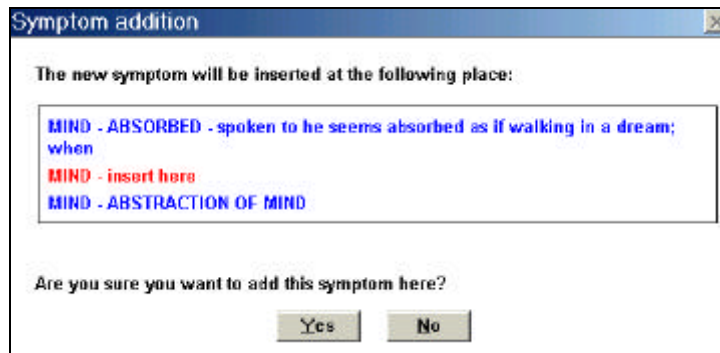 Symptom addition
The new symptom will be inserted at the following place:
MIND - ABSORBED - spoken to he seems absorbed as if walking in a dream;
when
MIND - insert here
MIND - ABSTRACTION OF MIND
Are you sure you want to add this symptom here?
Yes No